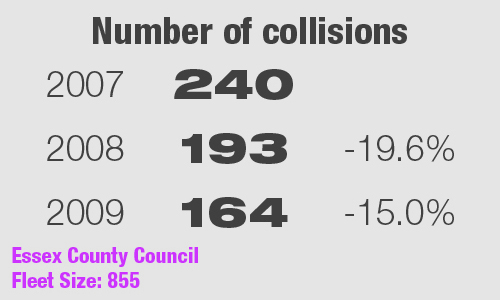 Number of collisions
2007 240
2008 193 -19.6%
2009 164 -15.0%
Essex County Council
Fleet Size: 855